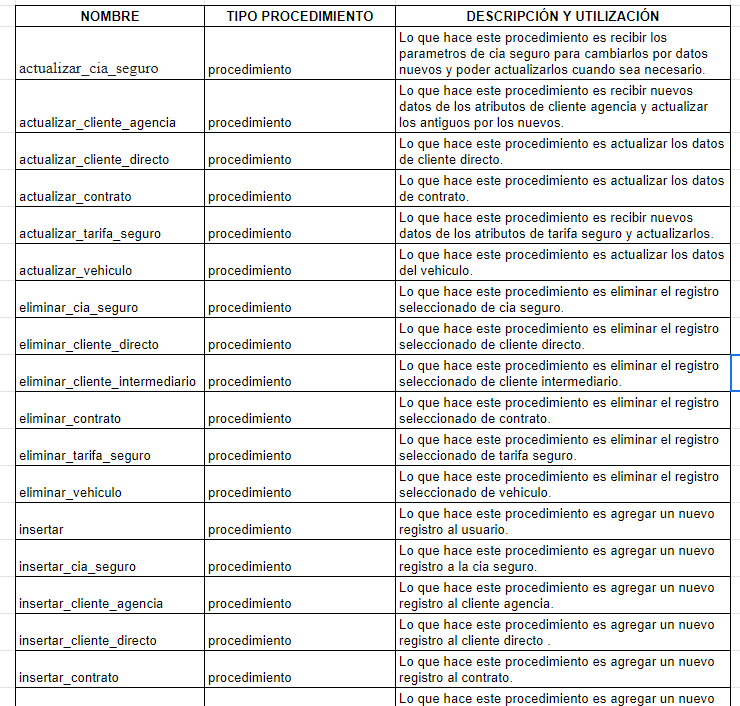 NOMBRE TIPO PROCEDIMIENTO DESCRIPCIÓN Y UTILIZACIÓN
actualizar_cia_seguro procedimiento Lo que hace este procedimiento es recibir los
parametros de cia seguro para cambiarlos por datos
nuevos y poder actualizarlos cuando sea necesario.
actualizar_cliente_agencia procedimiento Lo que hace este procedimiento es recibir nuevos
datos de los atributos de cliente agencia y actualizar
los antiguos por los nuevos.
actualizar_cliente_directo procedimiento Lo que hace este procedimiento es actualizar los datos
de cliente directo.
actualizar_contrato procedimiento Lo que hace este procedimiento es actualizar los datos
de contrato.
actualizar_tarifa_seguro procedimiento Lo que hace este procedimiento es recibir nuevos
datos de los atributos de tarifa seguro y actualizarlos.
actualizar_vehiculo procedimiento Lo que hace este procedimiento es actualizar los datos
del vehiculo.
eliminar_cia_seguro procedimiento Lo que hace este procedimiento es eliminar el registro
seleccionado de cia seguro.
eliminar_cliente_directo procedimiento Lo que hace este procedimiento es eliminar el registro
seleccionado de cliente directo.
eliminar_cliente_intermediario procedimiento Lo que hace este procedimiento es eliminar el registro
seleccionado de cliente intermediario.
eliminar_contrato procedimiento Lo que hace este procedimiento es eliminar el registro
seleccionado de contrato.
eliminar_tarifa_seguro procedimiento Lo que hace este procedimiento es eliminar el registro
seleccionado de tarifa seguro.
eliminar_vehiculo procedimiento Lo que hace este procedimiento es eliminar el registro
seleccionado de vehiculo.
insertar procedimiento Lo que hace este procedimiento es agregar un nuevo
registro al usuario.
insertar_cia_seguro procedimiento Lo que hace este procedimiento es agregar un nuevo
registro a la cia seguro.
insertar_cliente_agencia procedimiento Lo que hace este procedimiento es agregar un nuevo
registro al cliente agencia.
insertar_cliente_directo procedimiento Lo que hace este procedimiento es agregar un nuevo
registro al cliente directo .
insertar_contrato procedimiento Lo que hace este procedimiento es agregar un nuevo
registro al contrato.
Lo que hace este procedimiento es agregar un nuevo